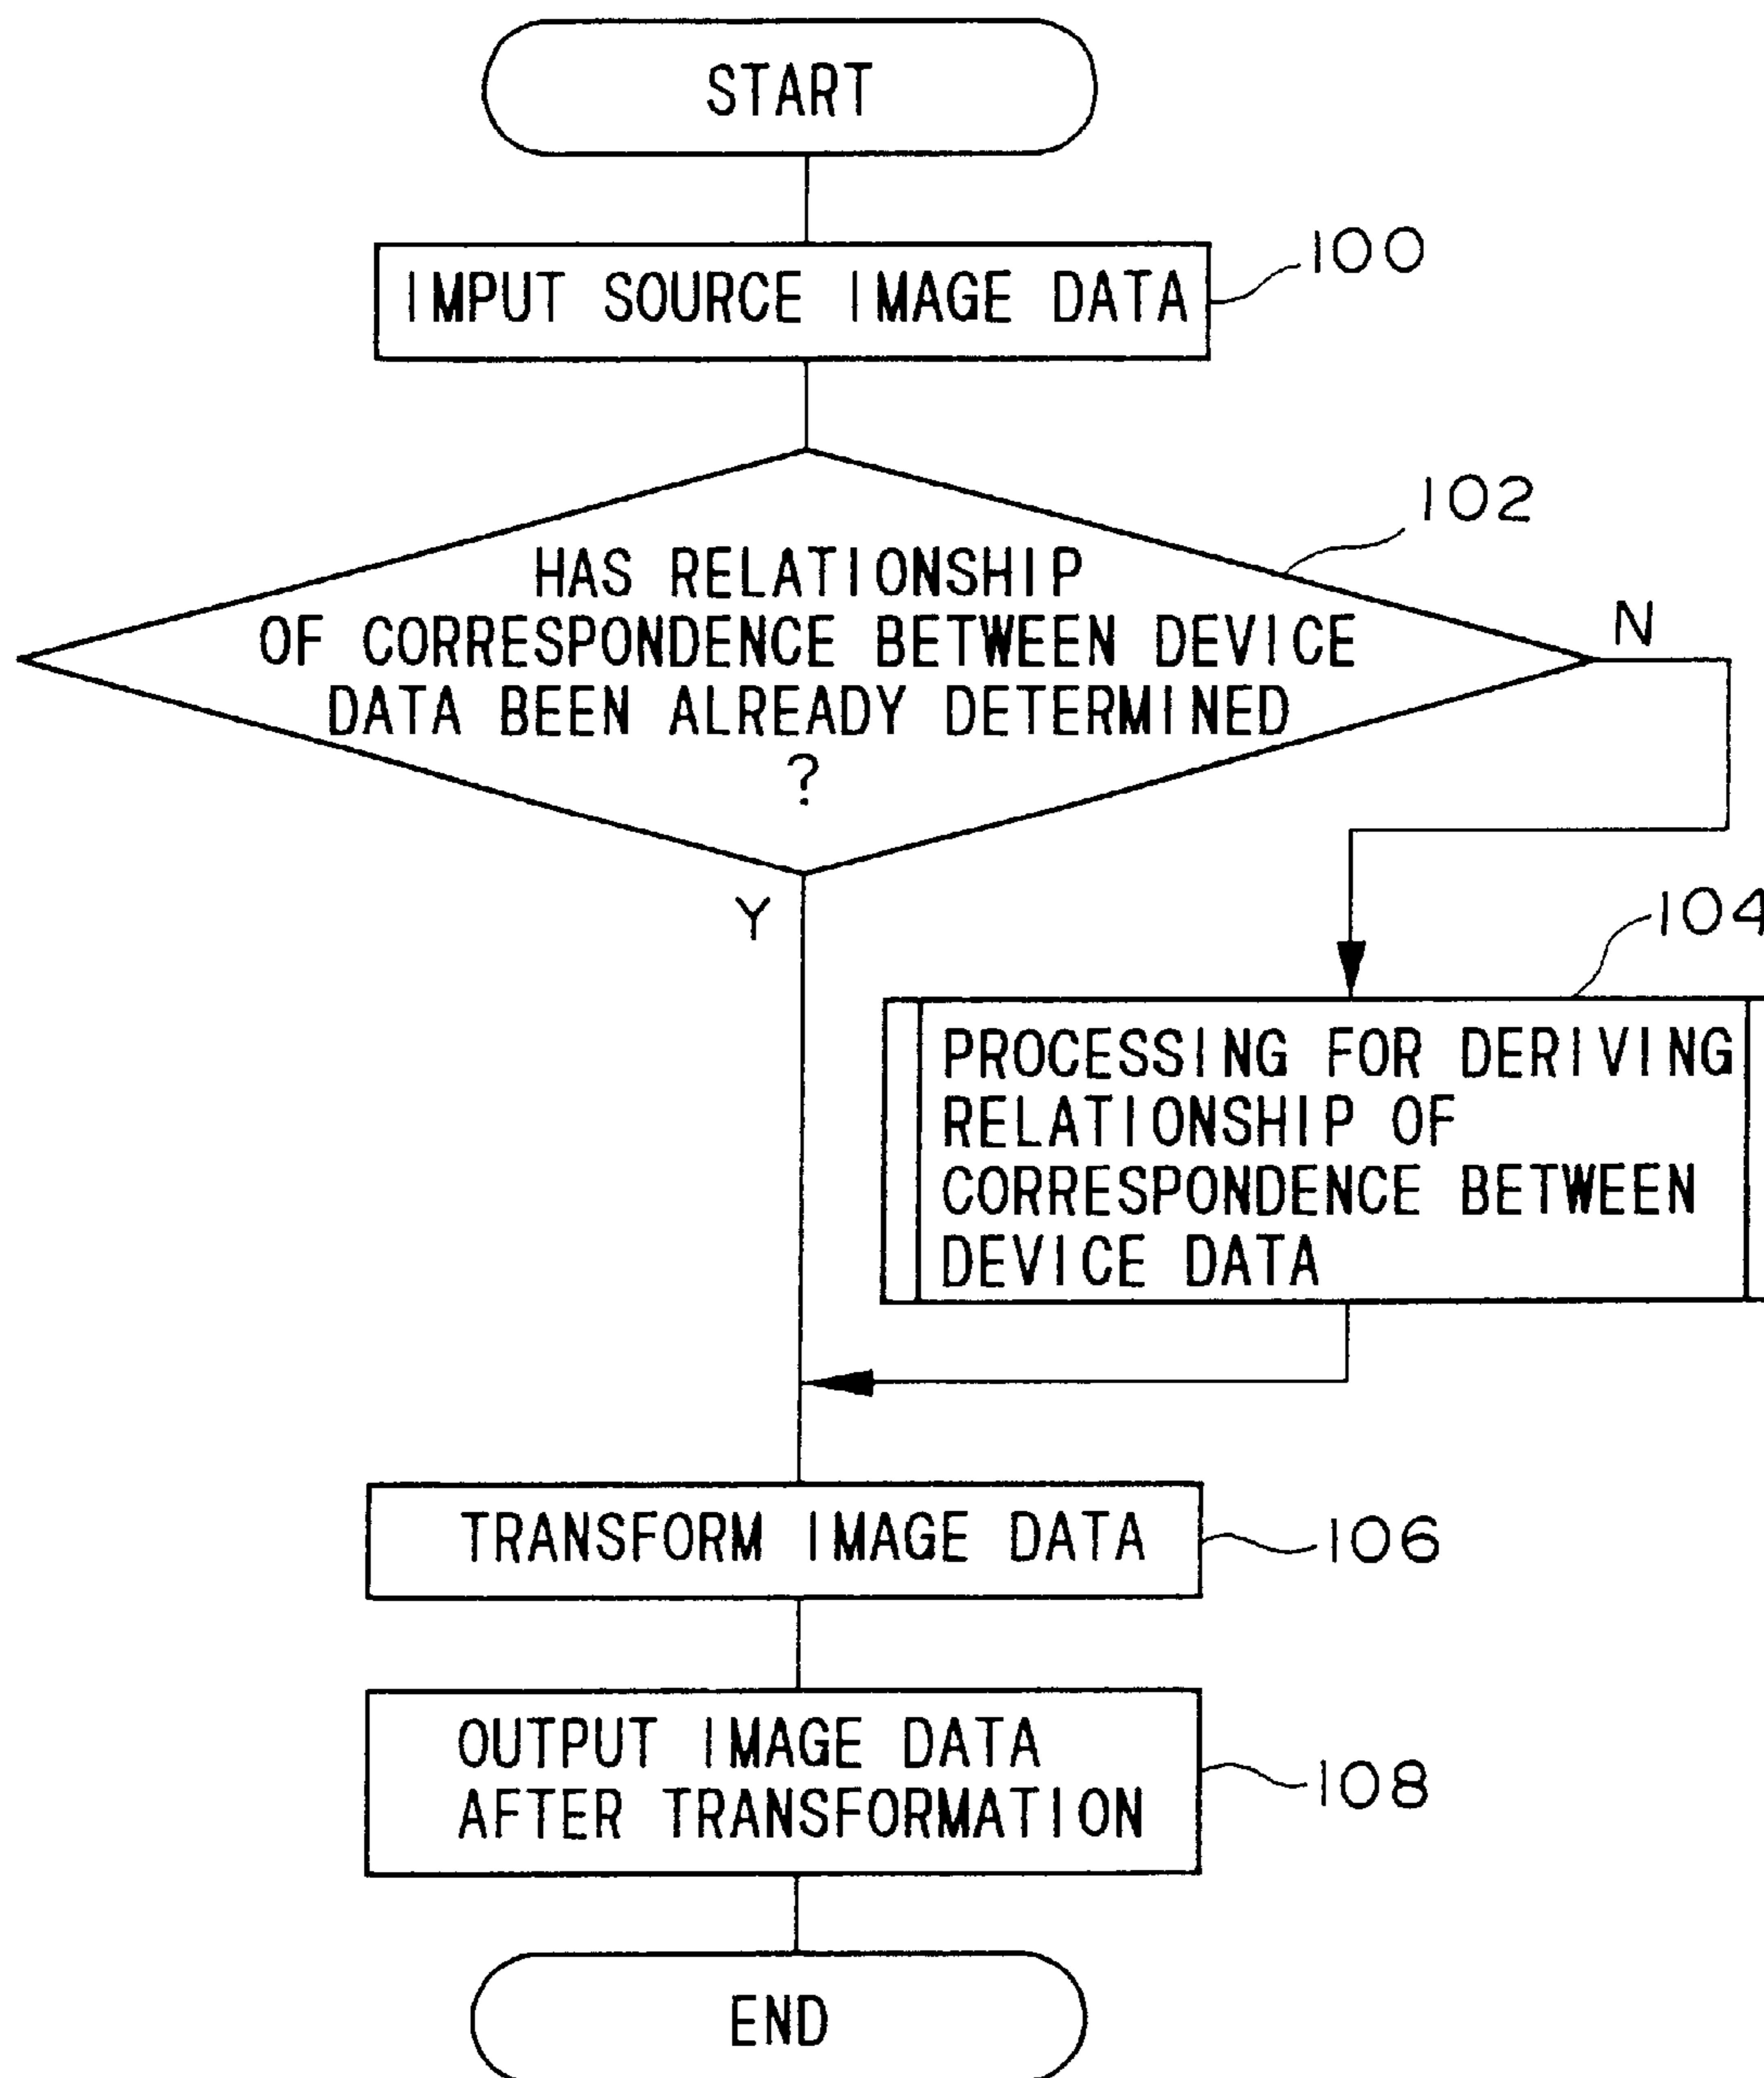 START
IMPUT SOURCE IMAGE DATA
100
102
HAS RELATIONSHIP
OF CORRESPONDENCE BETWEEN DEVICE
DATA BEEN ALREADY DETERMINED
?
N
Y
104
PROCESSING FOR DERIVING
RELATIONSHIP OF
CORRESPONDENCE BETWEEN
DEVICE DATA
TRANSFORM IMAGE DATA
106
OUTPUT IMAGE DATA
AFTER TRANSFORMATION
108
END